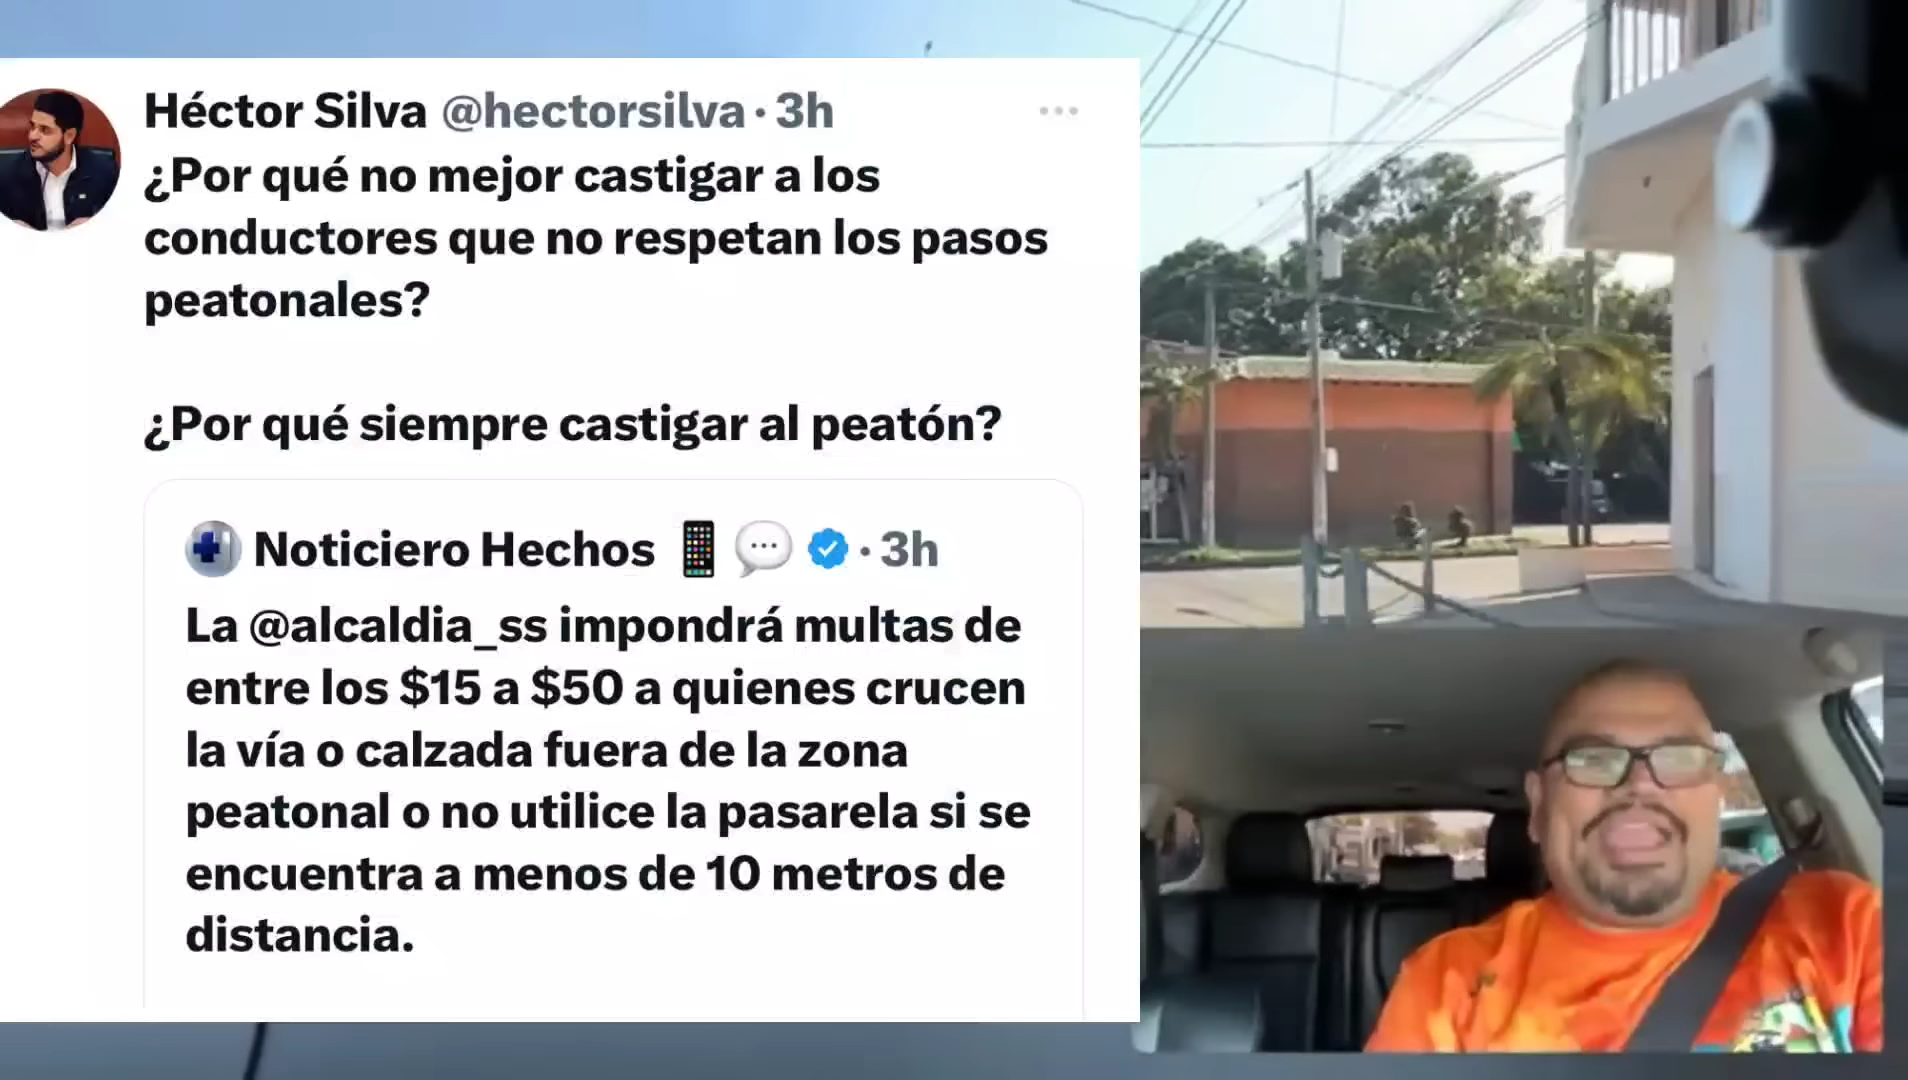 Héctor Silva @hectorsilva · 3h
¿Por qué no mejor castigar a los
conductores que no respetan los pasos
peatonales?
¿Por qué siempre castigar al peatón?
Noticiero Hechos 📱 💬 · 3h
La @alcaldia_ss impondrá multas de
entre los $15 a $50 a quienes crucen
la vía o calzada fuera de la zona
peatonal o no utilice la pasarela si se
encuentra a menos de 10 metros de
distancia.